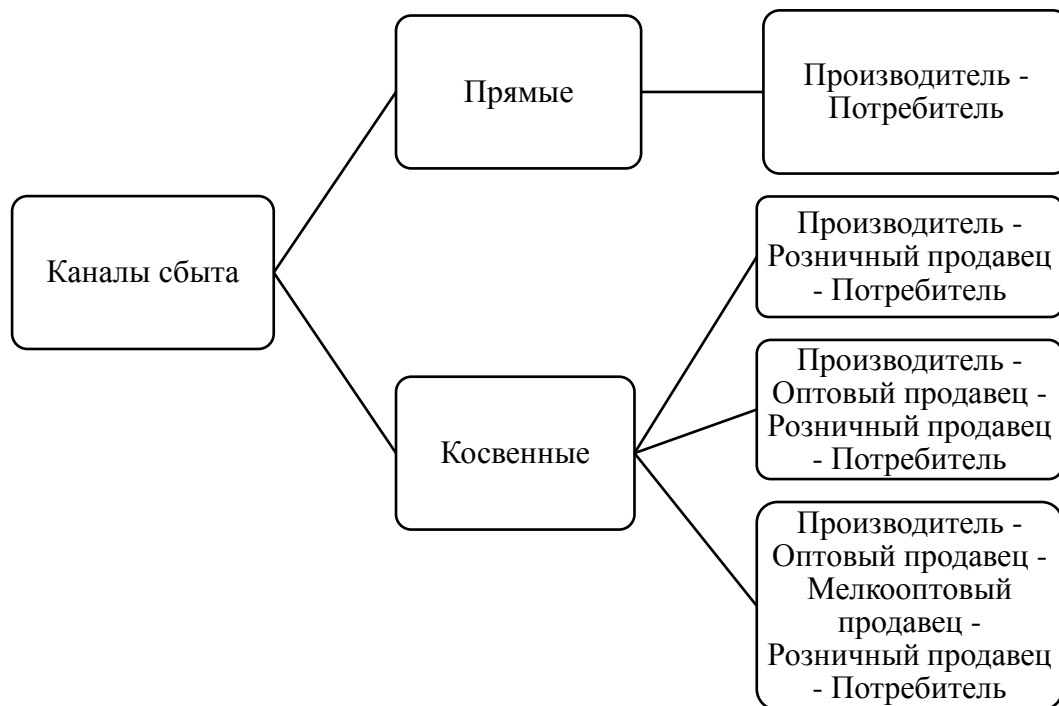 Каналы сбыта
Прямые
Производитель -
Потребитель
Косвенные
Производитель -
Розничный продавец
- Потребитель
Производитель -
Оптовый продавец -
Розничный продавец
- Потребитель
Производитель -
Оптовый продавец -
Мелкооптовый
продавец -
Розничный продавец
- Потребитель